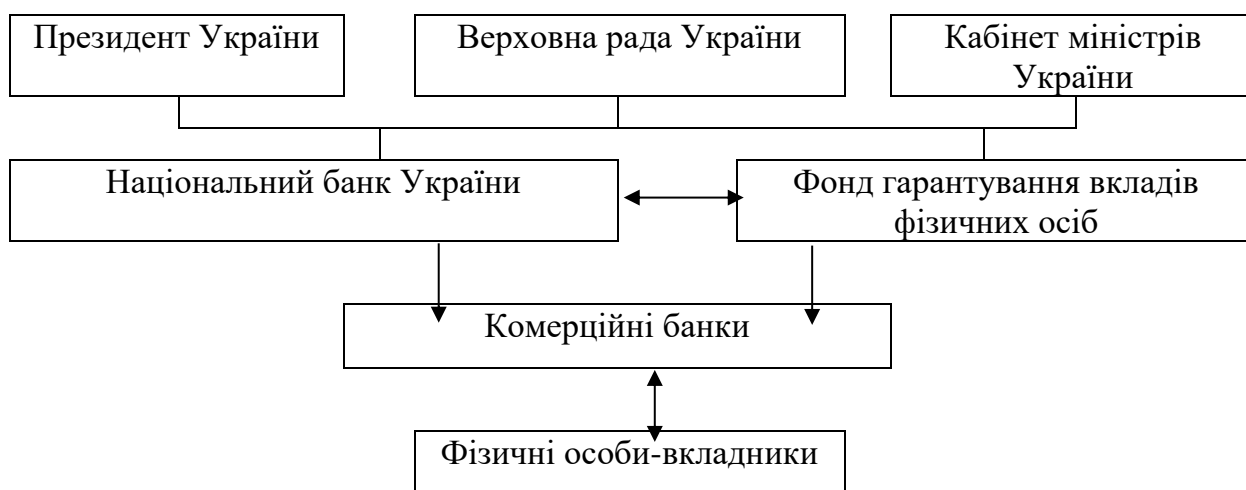 Президент України
Верховна рада України
Кабінет міністрів
України
Національний банк України
Фонд гарантування вкладів
фізичних осіб
Комерційні банки
Фізичні особи-вкладники